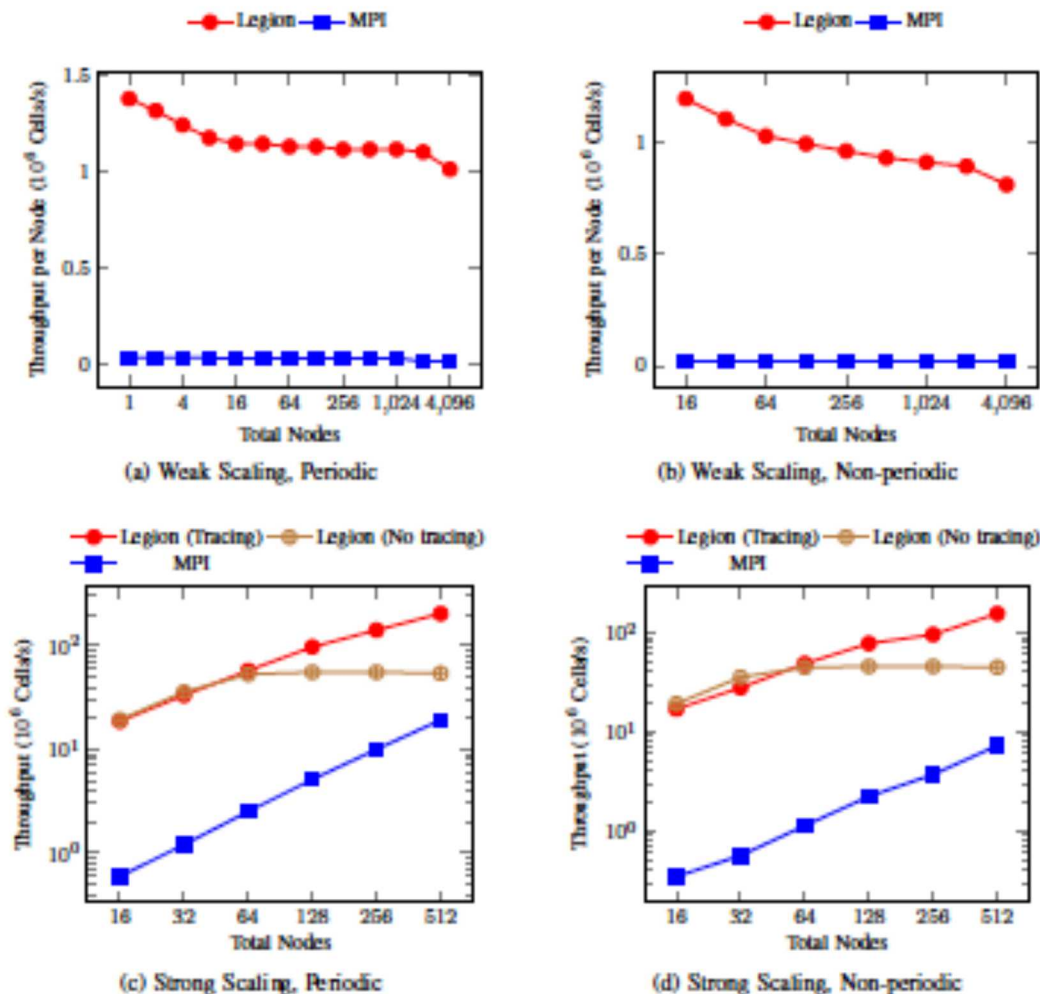 Legion MPI
Legion MPI
Throughput per Node (10^6 Cells/s)
1.5
1
0.5
0
1 4 16 64 256 1,024 4,096
Total Nodes
(a) Weak Scaling, Periodic
Throughput per Node (10^6 Cells/s)
1
0.5
0
16 64 256 1,024 4,096
Total Nodes
(b) Weak Scaling, Non-periodic
Legion (Tracing) Legion (No tracing)
MPI
Throughput (10^6 Cells/s)
10^2
10^1
10^0
16 32 64 128 256 512
Total Nodes
(c) Strong Scaling, Periodic
Legion (Tracing) Legion (No tracing)
MPI
Throughput (10^6 Cells/s)
10^2
10^1
10^0
16 32 64 128 256 512
Total Nodes
(d) Strong Scaling, Non-periodic